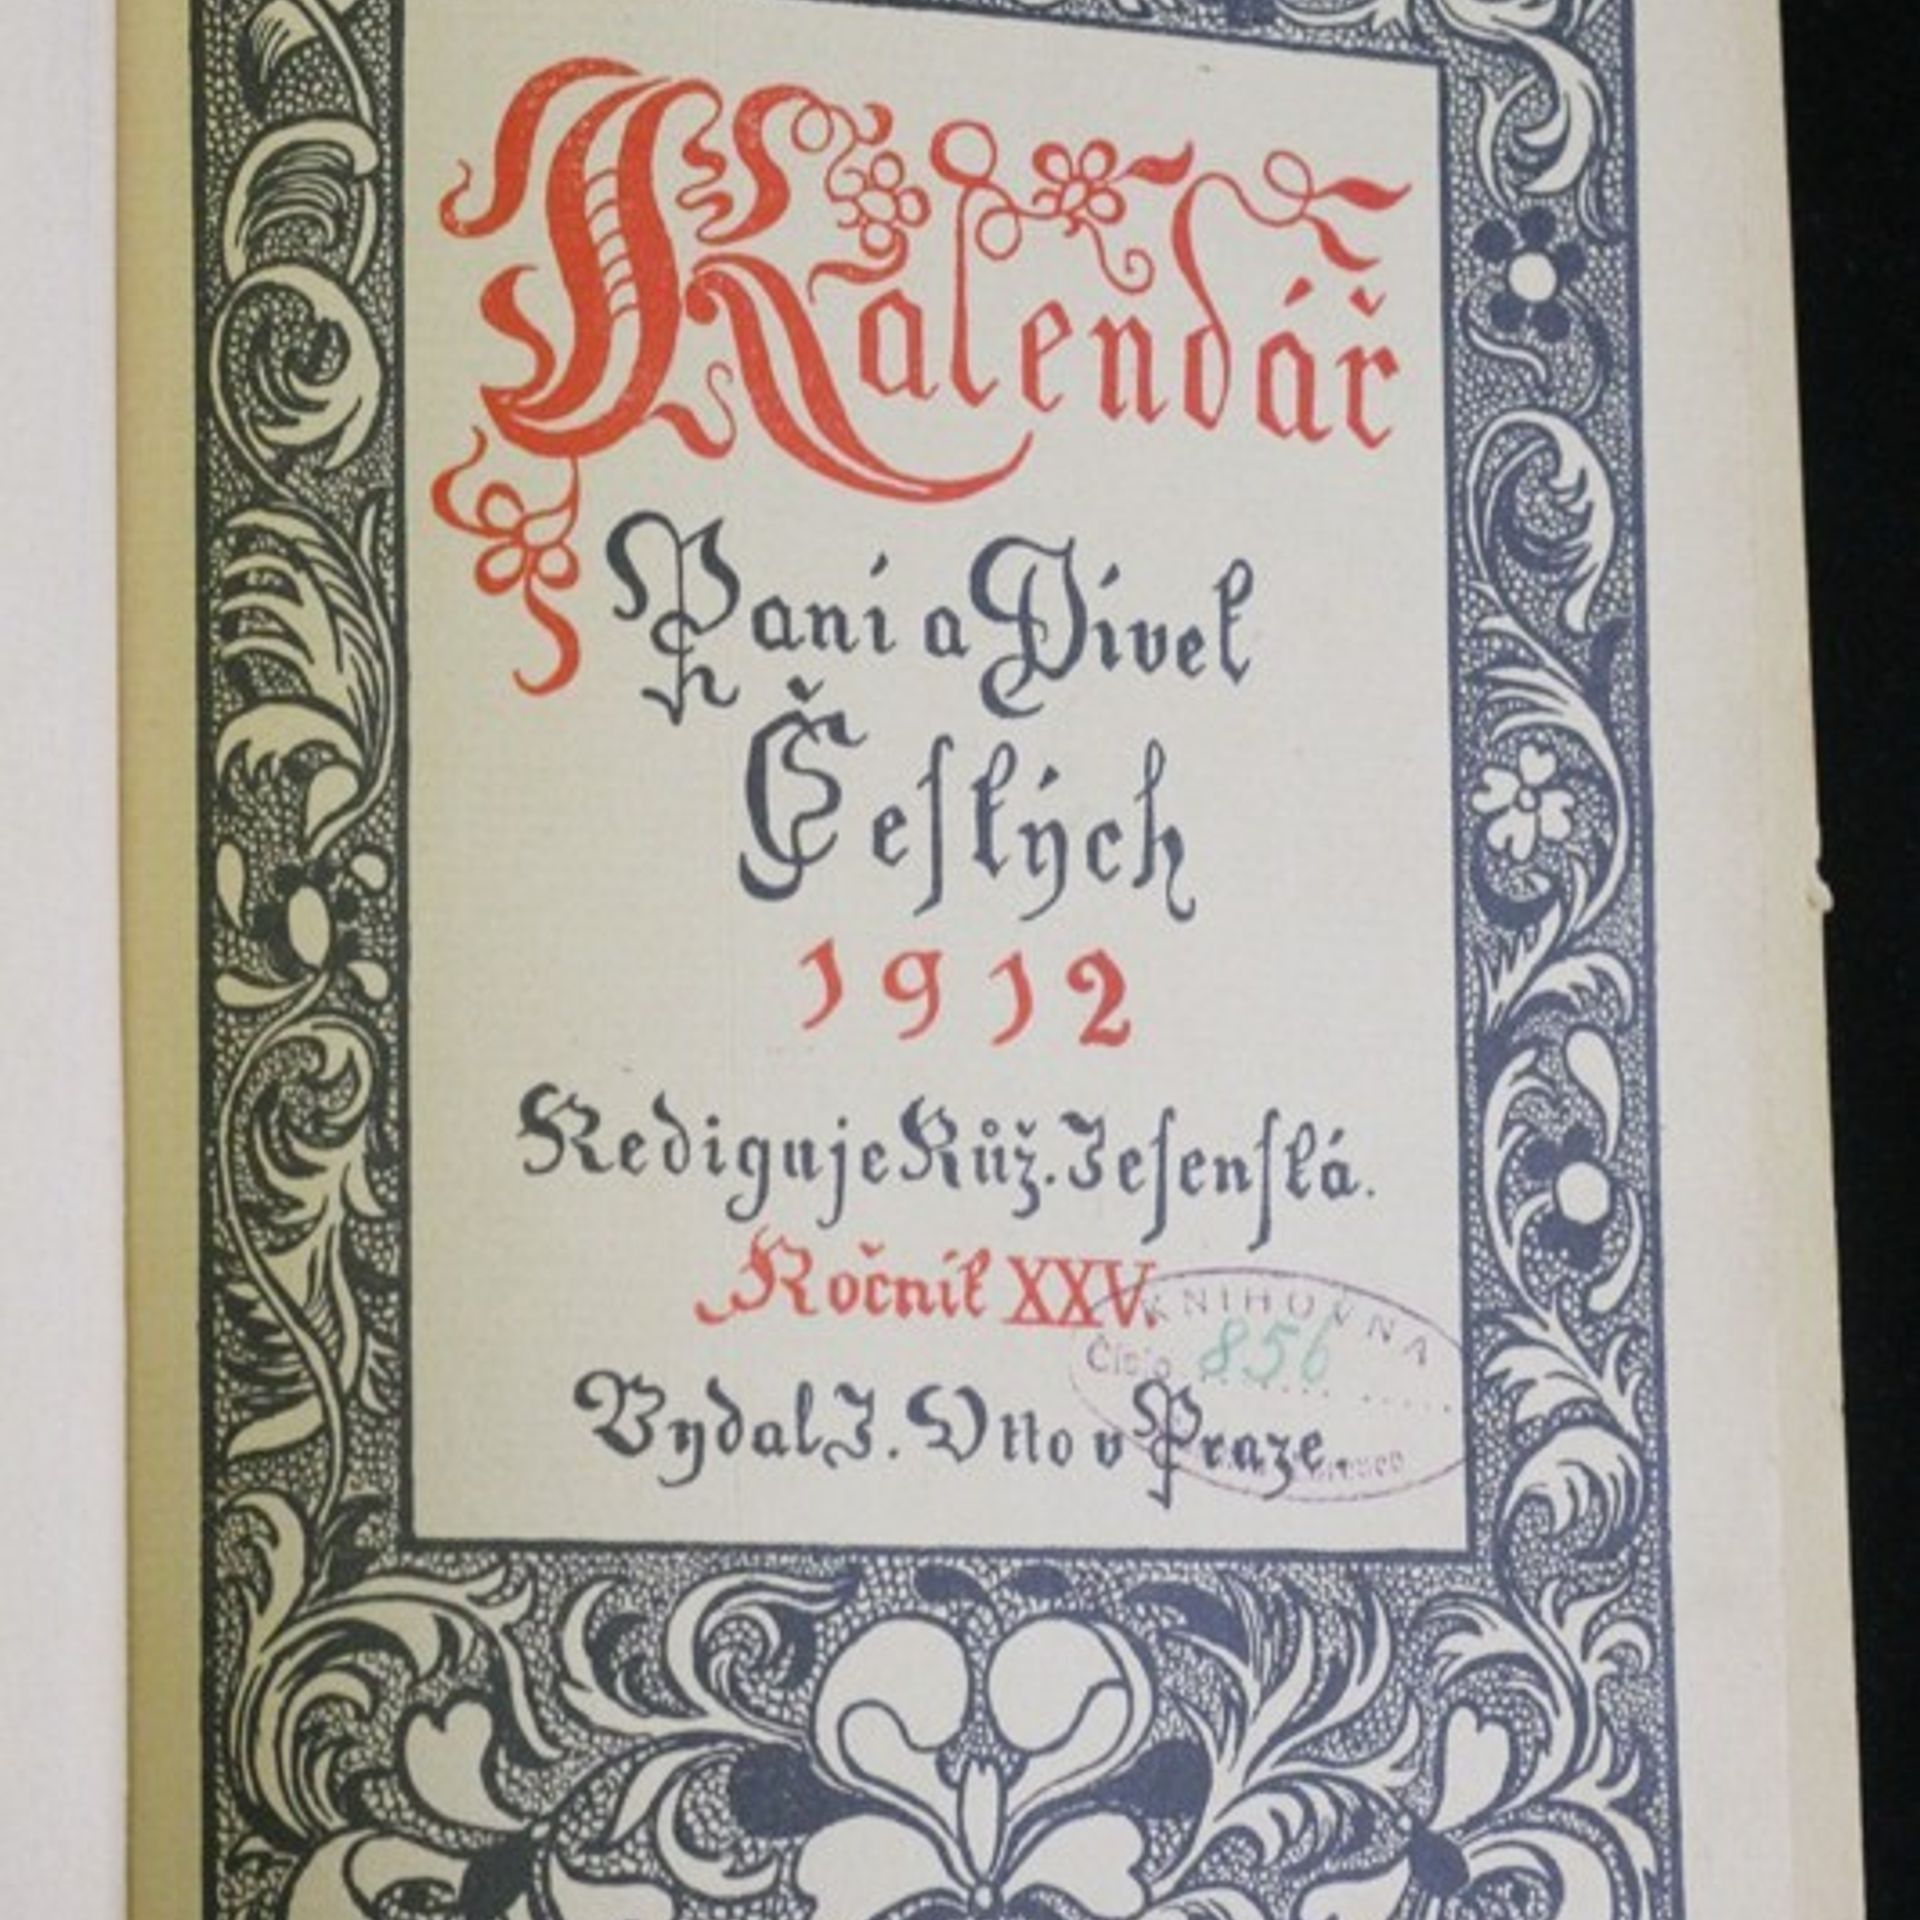 Kalendář
Paní a Dívek
Českých
1912
Rediguje Růž. Jesenská.
Ročník XXV.
KNIHOVNA
Číslo 856
Vydal J. Otto v Praze.